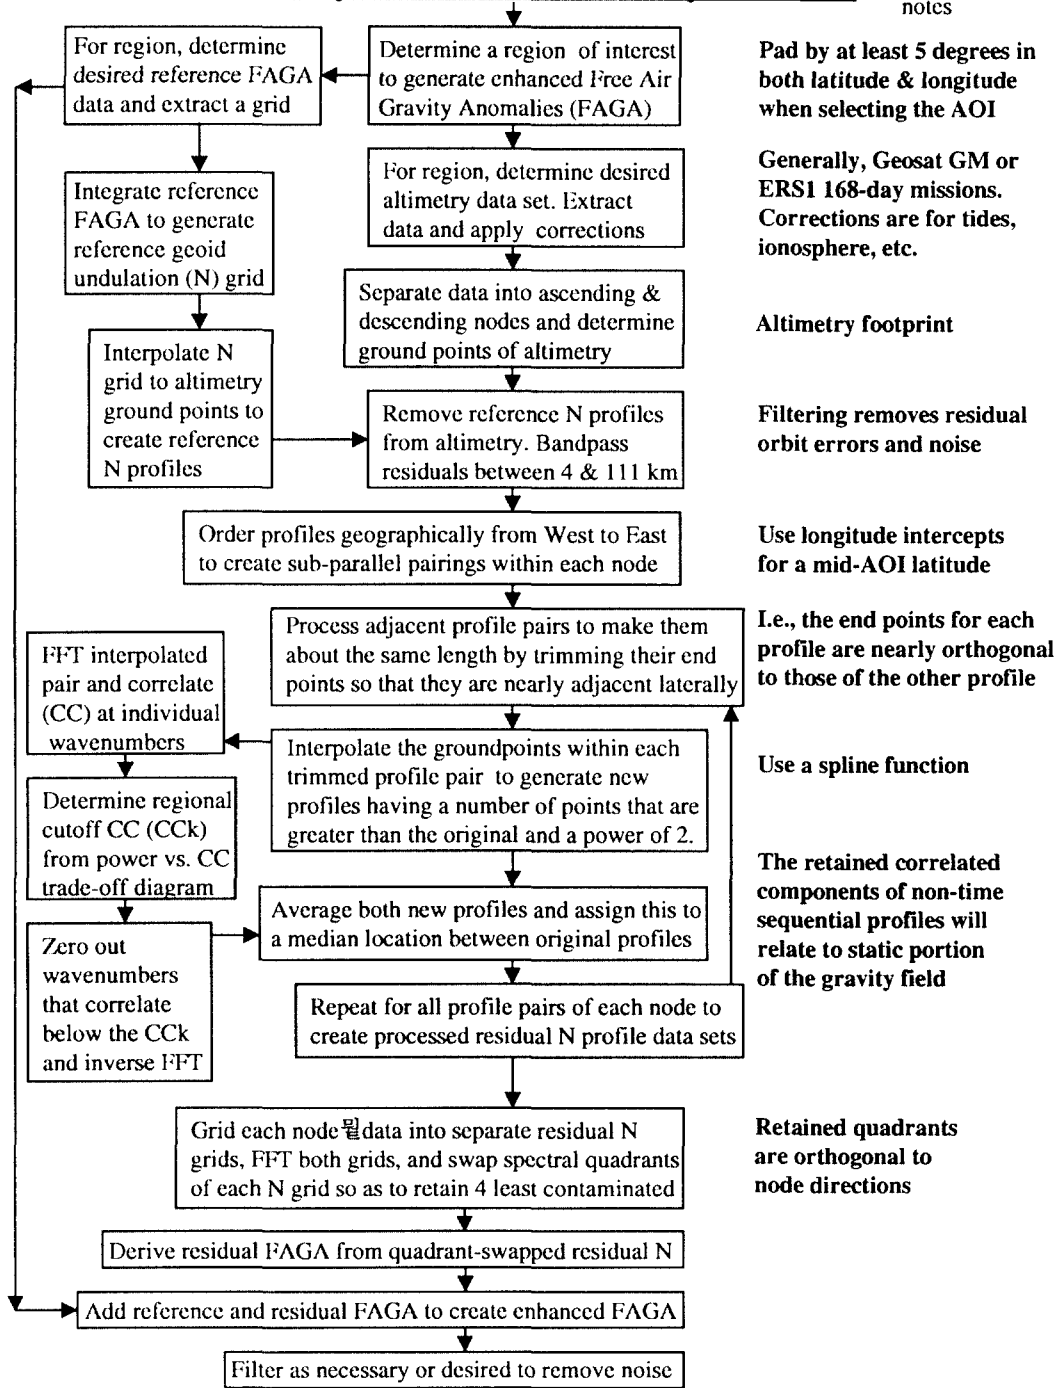 notes
For region, determine
desired reference FAGA
data and extract a grid
Determine a region of interest
to generate enhanced Free Air
Gravity Anomalies (FAGA)
Pad by at least 5 degrees in
both latitude & longitude
when selecting the AOI
Integrate reference
FAGA to generate
reference geoid
undulation (N) grid
For region, determine desired
altimetry data set. Extract
data and apply corrections
Generally, Geosat GM or
ERS1 168-day missions.
Corrections are for tides,
ionosphere, etc.
Separate data into ascending &
descending nodes and determine
ground points of altimetry
Altimetry footprint
Interpolate N
grid to altimetry
ground points to
create reference
N profiles
Remove reference N profiles
from altimetry. Bandpass
residuals between 4 & 111 km
Filtering removes residual
orbit errors and noise
Order profiles geographically from West to East
to create sub-parallel pairings within each node
Use longitude intercepts
for a mid-AOI latitude
Process adjacent profile pairs to make them
about the same length by trimming their end
points so that they are nearly adjacent laterally
I.e., the end points for each
profile are nearly orthogonal
to those of the other profile
FFT interpolated
pair and correlate
(CC) at individual
wavenumbers
Interpolate the groundpoints within each
trimmed profile pair to generate new
profiles having a number of points that are
greater than the original and a power of 2.
Use a spline function
Determine regional
cutoff CC (CCk)
from power vs. CC
trade-off diagram
Average both new profiles and assign this to
a median location between original profiles
The retained correlated
components of non-time
sequential profiles will
relate to static portion
of the gravity field
Zero out
wavenumbers
that correlate
below the CCk
and inverse FFT
Repeat for all profile pairs of each node to
create processed residual N profile data sets
Grid each node뭩 data into separate residual N
grids, FFT both grids, and swap spectral quadrants
of each N grid so as to retain 4 least contaminated
Retained quadrants
are orthogonal to
node directions
Derive residual FAGA from quadrant-swapped residual N
Add reference and residual FAGA to create enhanced FAGA
Filter as necessary or desired to remove noise